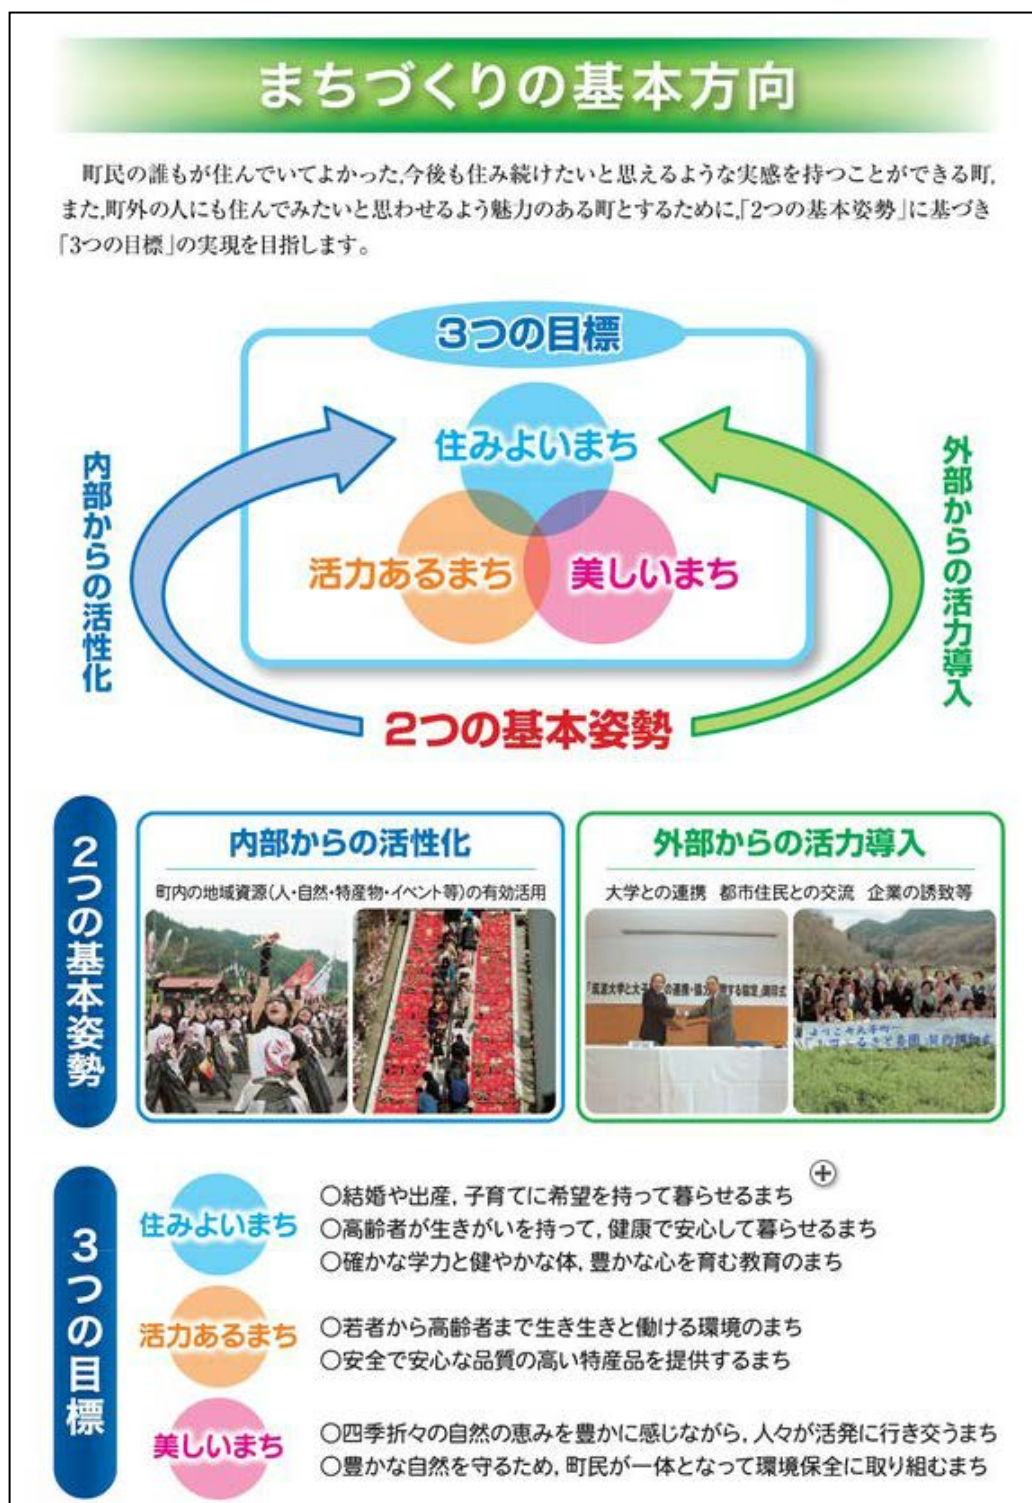 まちづくりの基本方向
町民の誰もが住んでいてよかった,今後も住み続けたいと思えるような実感を持つことができる町,
また,町外の人にも住んでみたいと思わせるよう魅力のある町とするために,「2つの基本姿勢」に基づき
「3つの目標」の実現を目指します。
3つの目標
住みよいまち
活力あるまち
美しいまち
内部からの活性化
外部からの活力導入
2つの基本姿勢
2つの基本姿勢
内部からの活性化
町内の地域資源(人・自然・特産物・イベント等)の有効活用
外部からの活力導入
大学との連携 都市住民との交流 企業の誘致等
「筑波大学と大子 の連携・協力 関する協定」調印式
3つの目標
住みよいまち
○結婚や出産,子育てに希望を持って暮らせるまち
○高齢者が生きがいを持って,健康で安心して暮らせるまち
○確かな学力と健やかな体,豊かな心を育む教育のまち
活力あるまち
○若者から高齢者まで生き生きと働ける環境のまち
○安全で安心な品質の高い特産品を提供するまち
美しいまち
○四季折々の自然の恵みを豊かに感じながら,人々が活発に行き交うまち
○豊かな自然を守るため,町民が一体となって環境保全に取り組むまち